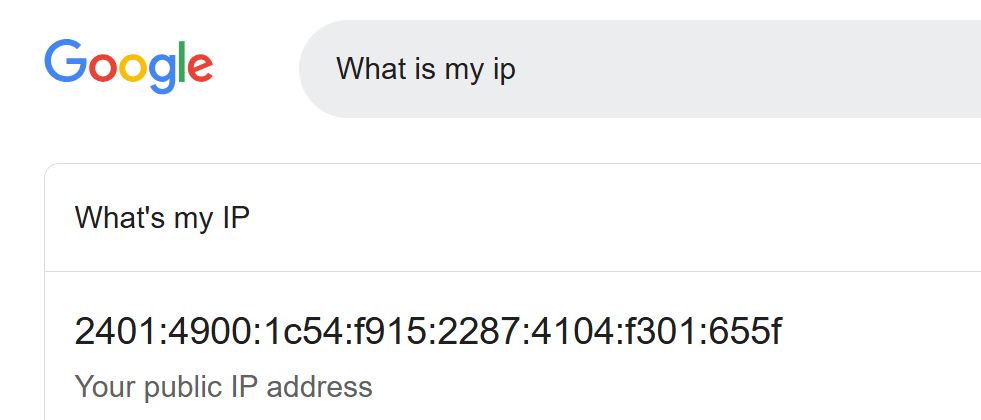 Google
What is my ip
What's my IP
2401:4900:1c54:f915:2287:4104:f301:655f
Your public IP address